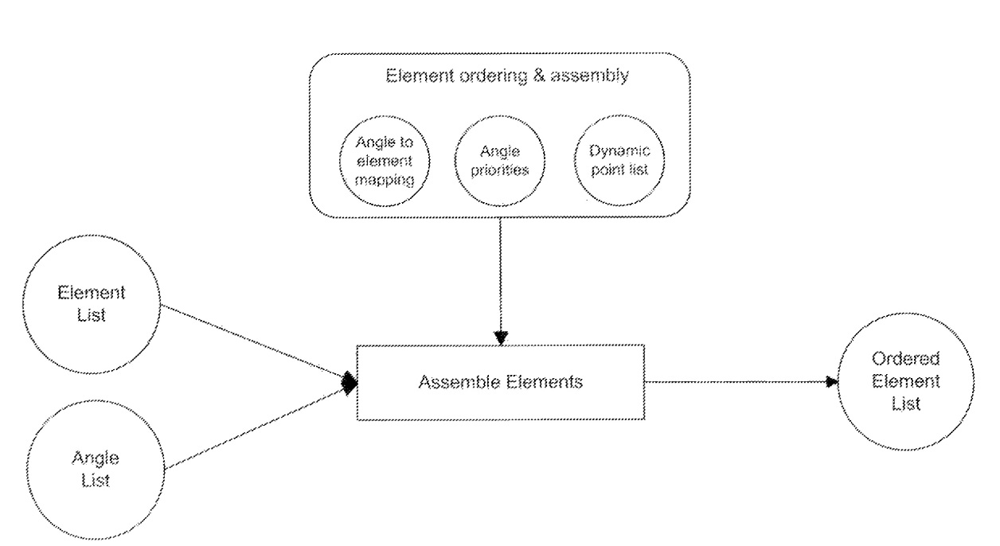 Element ordering & assembly
Angle to
element
mapping
Angle
priorities
Dynamic
point list
Element
List
Angle
List
Assemble Elements
Ordered
Element
List